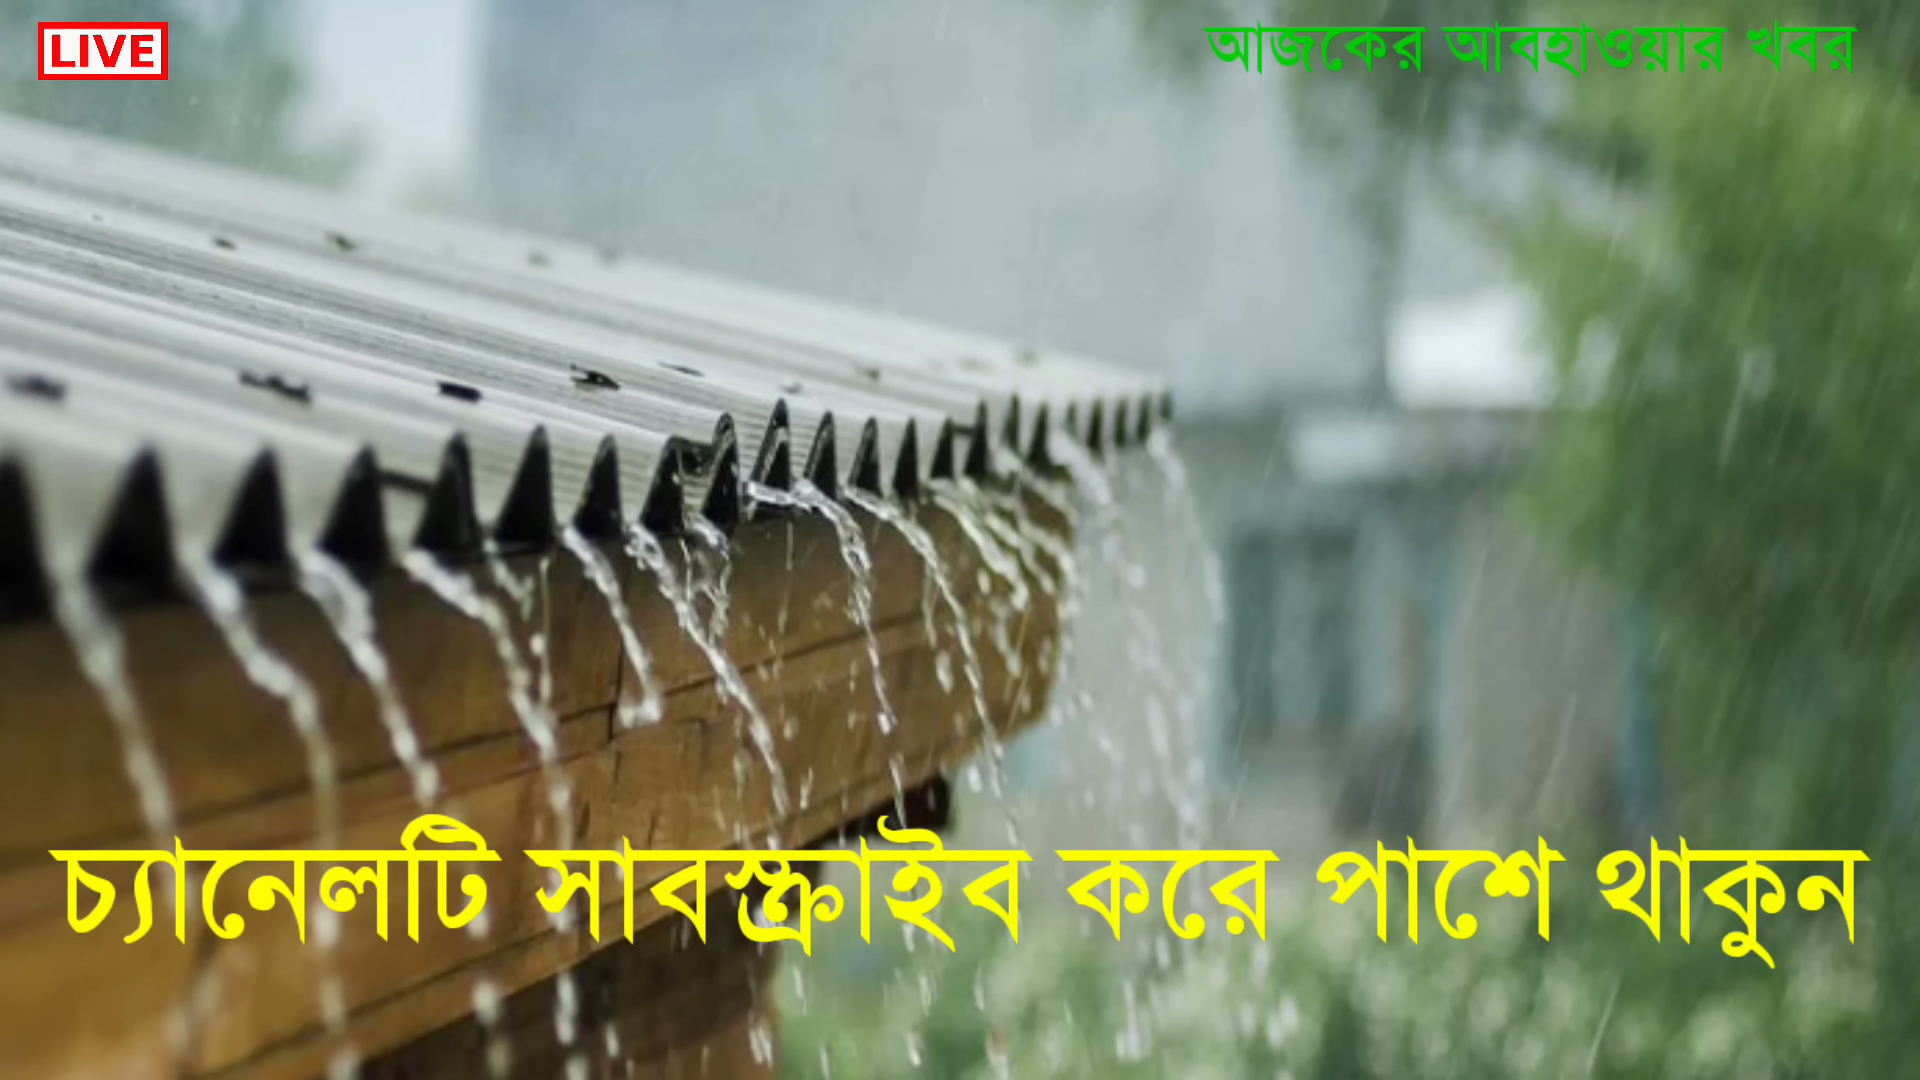 LIVE
আজকের আবহাওয়ার খবর
চ্যানেলটি সাবস্ক্রাইব করে পাশে থাকুন